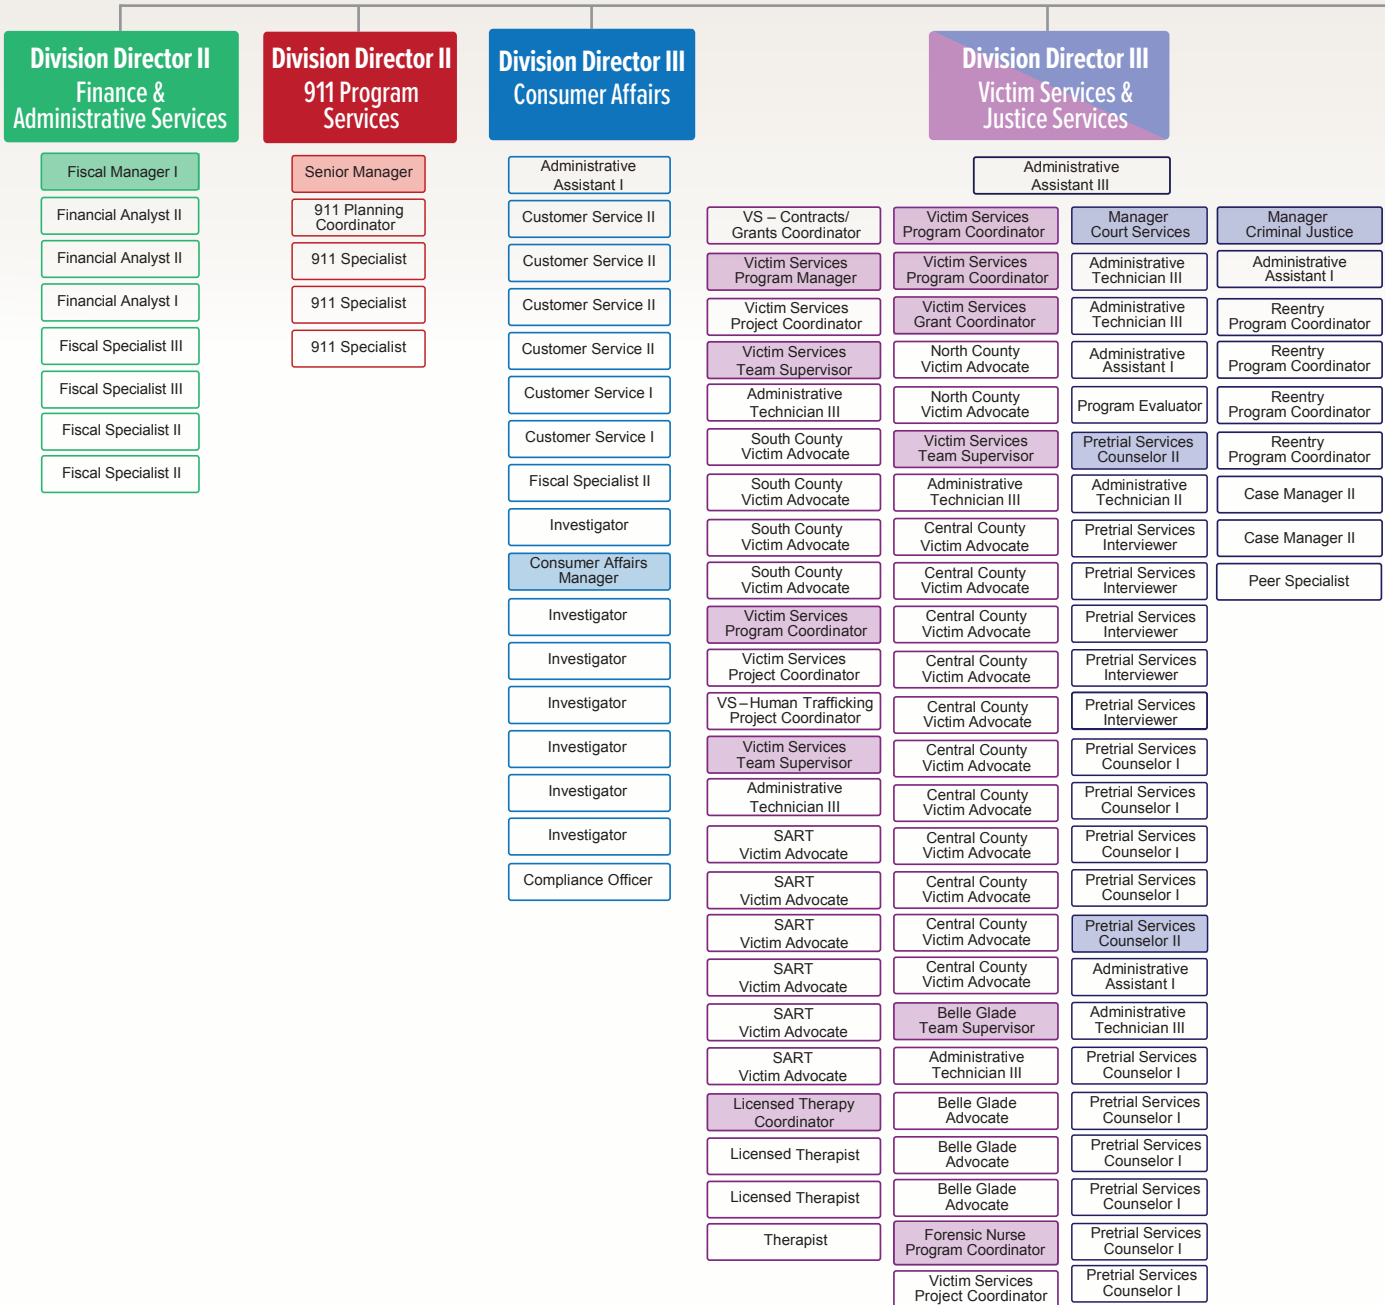 Division Director II
Finance &
Administrative Services
Fiscal Manager I
Financial Analyst II
Financial Analyst II
Financial Analyst I
Fiscal Specialist III
Fiscal Specialist III
Fiscal Specialist II
Fiscal Specialist II
Division Director II
911 Program
Services
Senior Manager
911 Planning
Coordinator
911 Specialist
911 Specialist
911 Specialist
Division Director III
Consumer Affairs
Administrative
Assistant I
Customer Service II
Customer Service II
Customer Service II
Customer Service II
Customer Service I
Customer Service I
Fiscal Specialist II
Investigator
Consumer Affairs
Manager
Investigator
Investigator
Investigator
Investigator
Investigator
Investigator
Compliance Officer
Division Director III
Victim Services &
Justice Services
Administrative
Assistant III
VS – Contracts/
Grants Coordinator
Victim Services
Program Manager
Victim Services
Project Coordinator
Victim Services
Team Supervisor
Administrative
Technician III
South County
Victim Advocate
South County
Victim Advocate
South County
Victim Advocate
South County
Victim Advocate
Victim Services
Program Coordinator
Victim Services
Project Coordinator
VS–Human Trafficking
Project Coordinator
Victim Services
Team Supervisor
Administrative
Technician III
SART
Victim Advocate
SART
Victim Advocate
SART
Victim Advocate
SART
Victim Advocate
SART
Victim Advocate
SART
Victim Advocate
Licensed Therapy
Coordinator
Licensed Therapist
Licensed Therapist
Therapist
Victim Services
Program Coordinator
Victim Services
Program Coordinator
Victim Services
Grant Coordinator
North County
Victim Advocate
North County
Victim Advocate
Victim Services
Team Supervisor
Administrative
Technician III
Central County
Victim Advocate
Central County
Victim Advocate
Central County
Victim Advocate
Central County
Victim Advocate
Central County
Victim Advocate
Central County
Victim Advocate
Central County
Victim Advocate
Central County
Victim Advocate
Central County
Victim Advocate
Central County
Victim Advocate
Central County
Victim Advocate
Belle Glade
Team Supervisor
Administrative
Technician III
Belle Glade
Advocate
Belle Glade
Advocate
Belle Glade
Advocate
Forensic Nurse
Program Coordinator
Victim Services
Project Coordinator
Manager
Court Services
Administrative
Technician III
Administrative
Technician III
Administrative
Assistant I
Program Evaluator
Pretrial Services
Counselor II
Administrative
Technician II
Pretrial Services
Interviewer
Pretrial Services
Interviewer
Pretrial Services
Interviewer
Pretrial Services
Interviewer
Pretrial Services
Interviewer
Pretrial Services
Counselor I
Pretrial Services
Counselor I
Pretrial Services
Counselor I
Pretrial Services
Counselor I
Pretrial Services
Counselor II
Administrative
Assistant I
Administrative
Technician III
Pretrial Services
Counselor I
Pretrial Services
Counselor I
Pretrial Services
Counselor I
Pretrial Services
Counselor I
Pretrial Services
Counselor I
Pretrial Services
Counselor I
Manager
Criminal Justice
Administrative
Assistant I
Reentry
Program Coordinator
Reentry
Program Coordinator
Reentry
Program Coordinator
Reentry
Program Coordinator
Case Manager II
Case Manager II
Peer Specialist